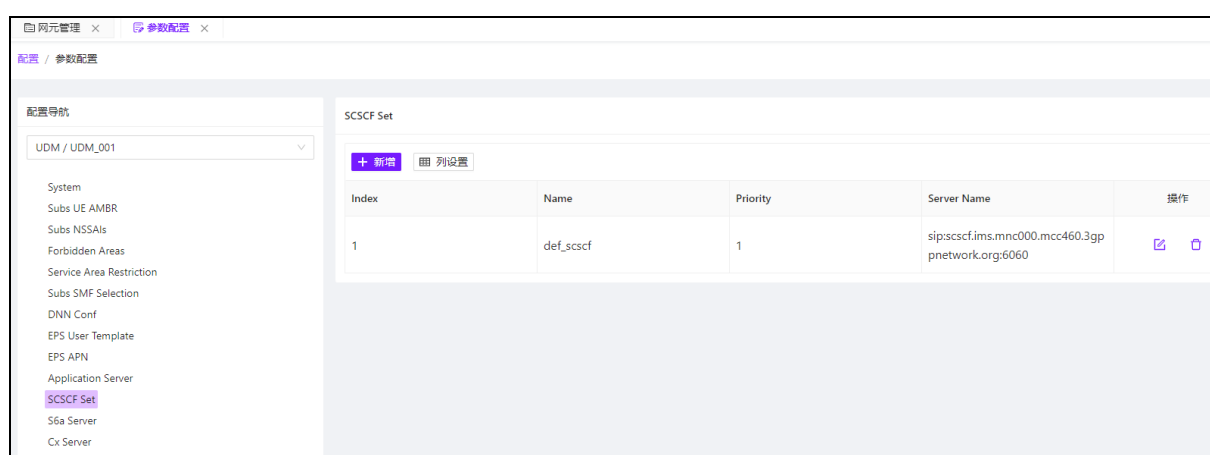 网元管理
参数配置
配置 / 参数配置
配置导航
UDM / UDM_001
System
Subs UE AMBR
Subs NSSAIs
Forbidden Areas
Service Area Restriction
Subs SMF Selection
DNN Conf
EPS User Template
EPS APN
Application Server
SCSCF Set
S6a Server
Cx Server
SCSCF Set
+ 新增 列设置
Index Name Priority Server Name 操作
1 def_scscf 1 sip:scscf.ims.mnc000.mcc460.3gp
pnetwork.org:6060